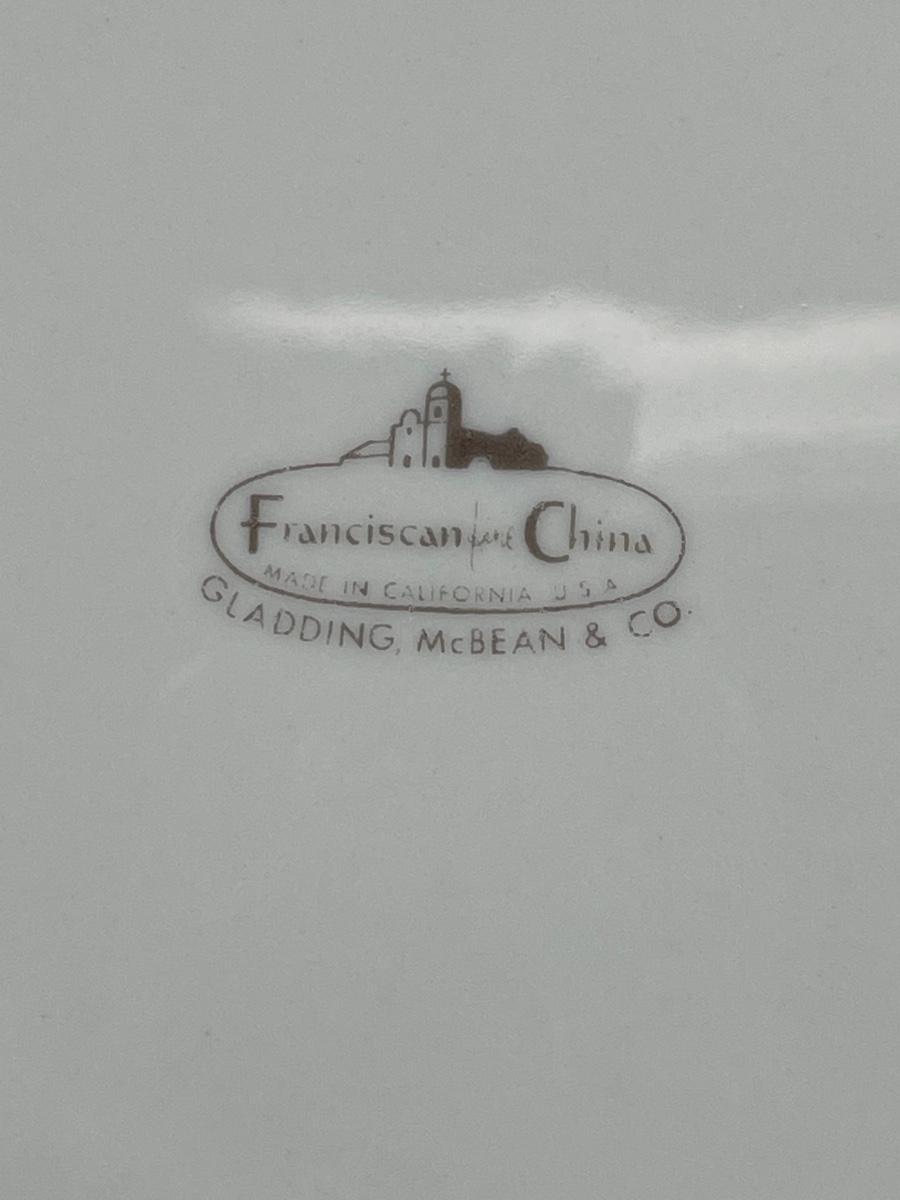 Franciscan fine China
MADE IN CALIFORNIA U S A
GLADDING, McBEAN & CO.